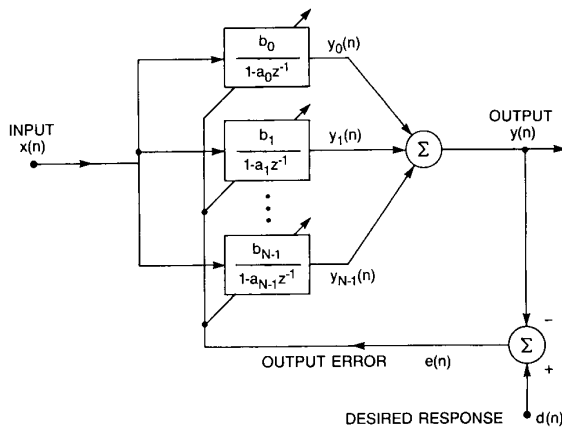 b0
1-a0z-1
y0(n)
INPUT
x(n)
b1
1-a1z-1
y1(n)
Σ
OUTPUT
y(n)
bN-1
1-aN-1z-1
yN-1(n)
−
Σ
+
OUTPUT ERROR e(n)
DESIRED RESPONSE d(n)